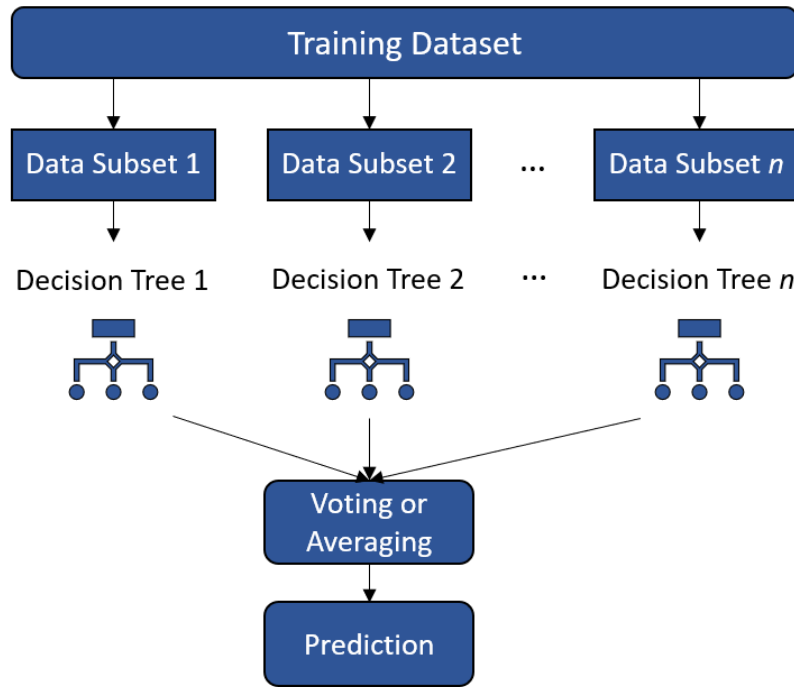 Training Dataset
Data Subset 1
Data Subset 2
...
Data Subset n
Decision Tree 1
Decision Tree 2
...
Decision Tree n
Voting or
Averaging
Prediction